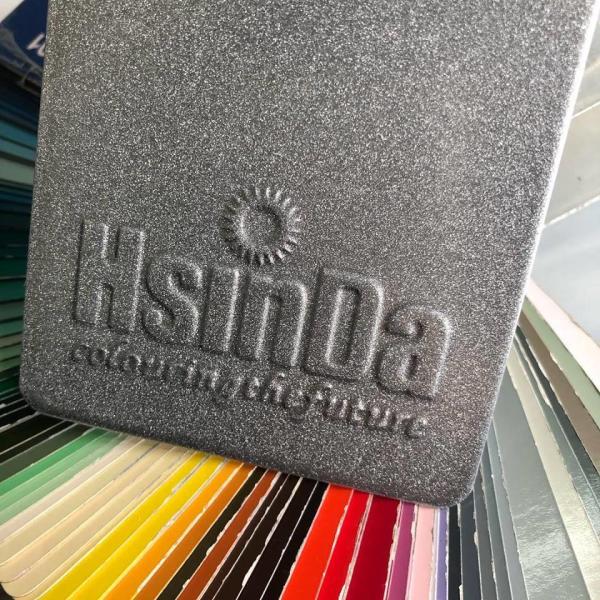 HsinDa
colouring the future